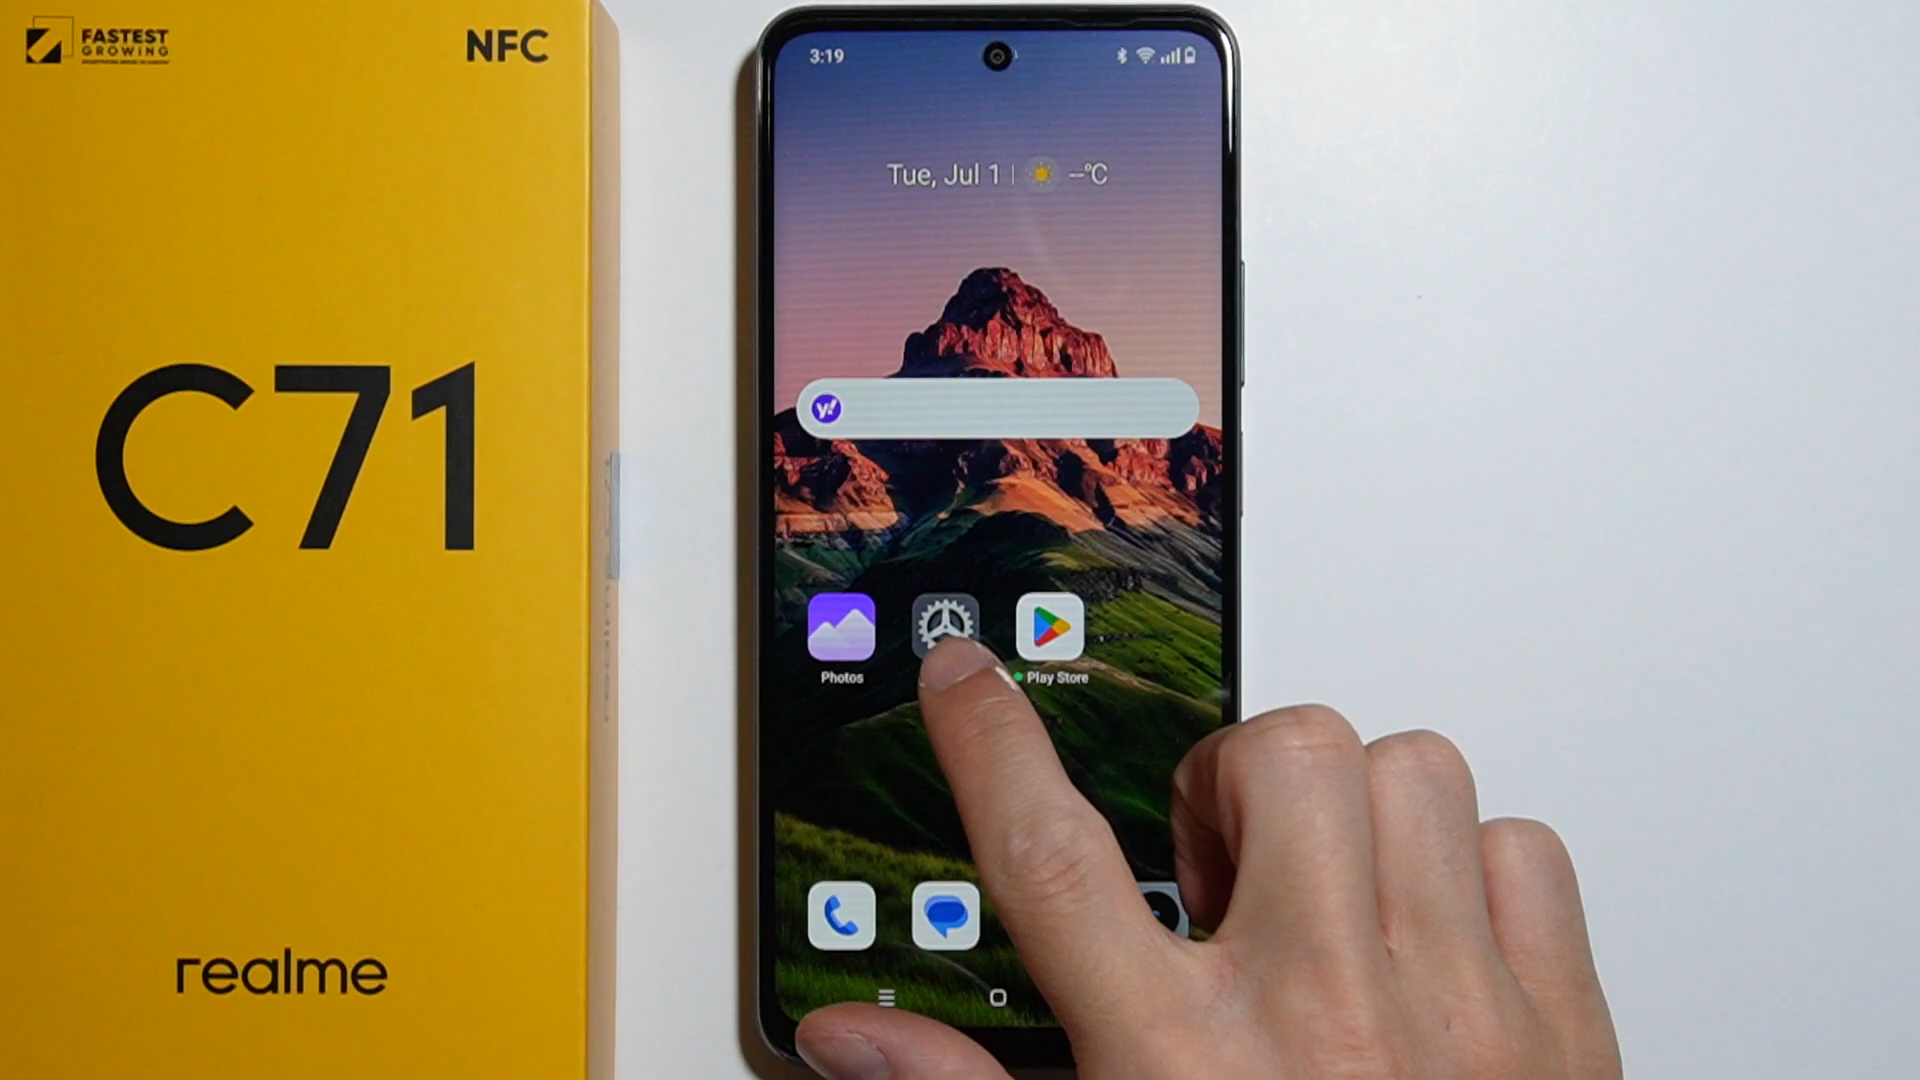 FASTEST
GROWING
NFC
C71
realme
3:19
Tue, Jul 1 | --°C
y!
Photos
Play Store